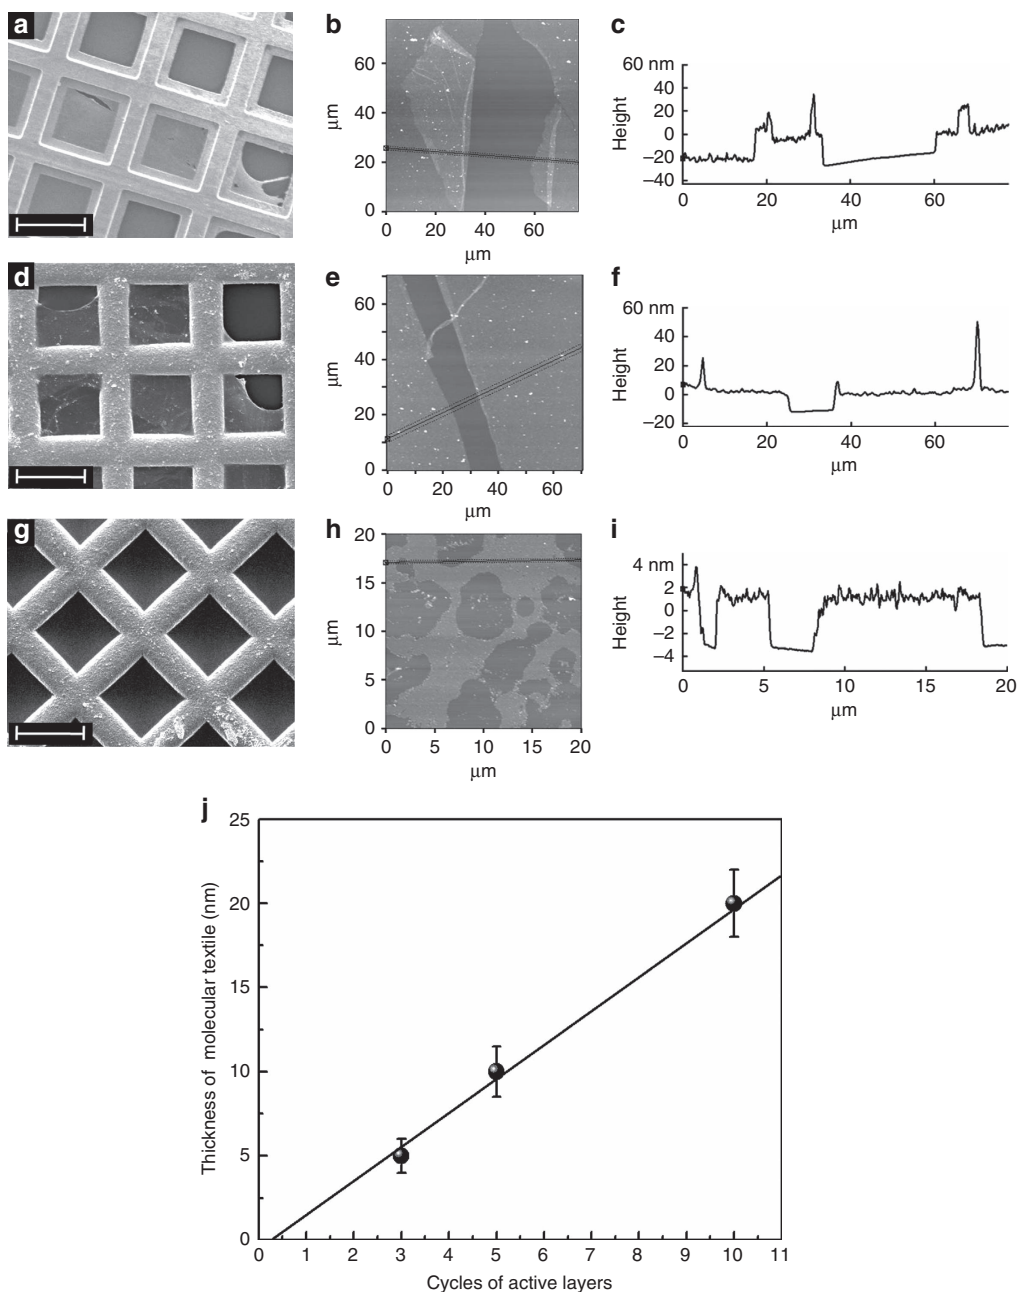 a
b
60
40
20
0
μm
0 20 40 60
μm
c
60 nm
40
20
0
−20
−40
Height
0 20 40 60
μm
d
e
60
40
20
0
μm
0 20 40 60
μm
f
60 nm
40
20
0
−20
Height
0 20 40 60
μm
g
h
20
15
10
5
0
μm
0 5 10 15 20
μm
i
4 nm
2
0
−2
−4
Height
0 5 10 15 20
μm
j
25
20
15
10
5
0
Thickness of molecular textile (nm)
0 1 2 3 4 5 6 7 8 9 10 11
Cycles of active layers